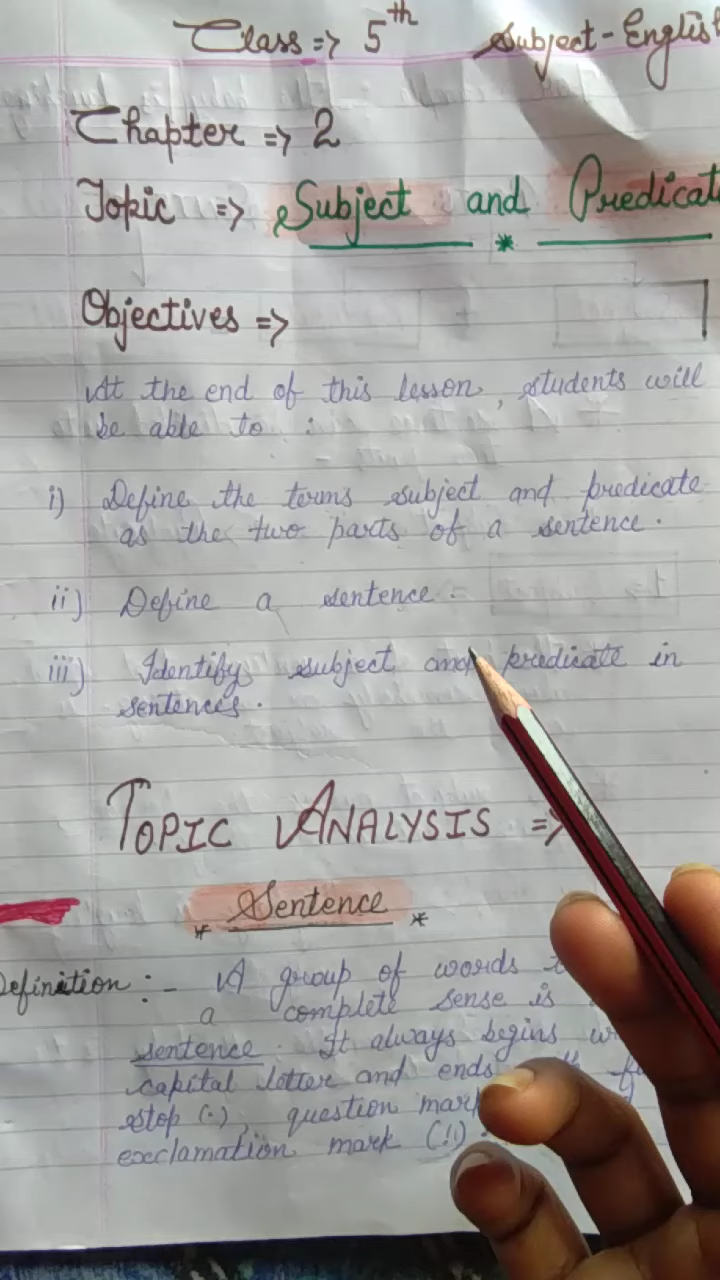 Class => 5th Subject - Englis
Chapter => 2
Topic => Subject and Predicat
Objectives =>
At the end of this lesson, students will
be able to :
i) Define the terms subject and predicate
as the two parts of a sentence.
ii) Define a sentence.
iii) Identify subject and predicate in
sentences.
TOPIC ANALYSIS =>
* Sentence *
Definition :- A group of words
a complete sense is
sentence. It always begins
capital letter and ends
stop (.), question mark
exclamation mark (!).